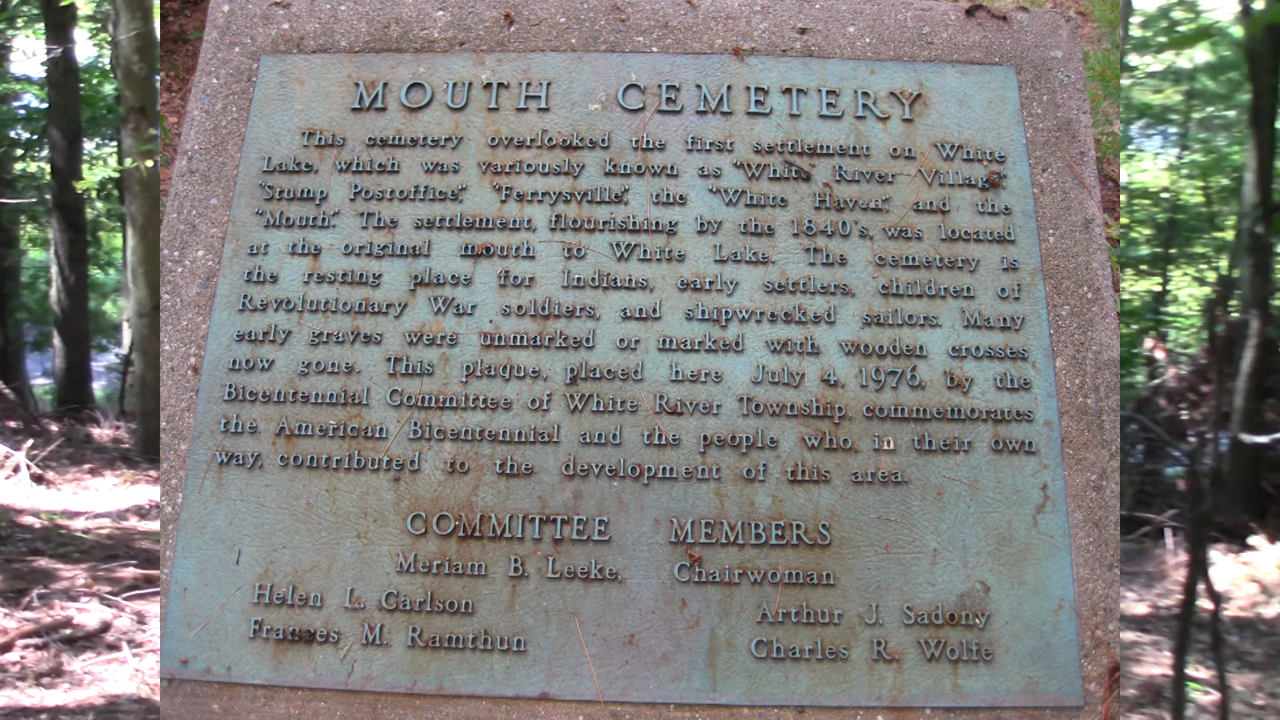 MOUTH CEMETERY
This cemetery overlooked the first settlement on White
Lake, which was variously known as "White River Village",
"Stump Postoffice", "Ferrysville", the "White Haven", and the
"Mouth". The settlement, flourishing by the 1840's, was located
at the original mouth to White Lake. The cemetery is
the resting place for Indians, early settlers, children of
Revolutionary War soldiers, and shipwrecked sailors. Many
early graves were unmarked or marked with wooden crosses
now gone. This plaque, placed here July 4, 1976, by the
Bicentennial Committee of White River Township, commemorates
the American Bicentennial and the people who, in their own
way, contributed to the development of this area.
COMMITTEE MEMBERS
Meriam B. Leeke, Chairwoman
Helen L. Carlson Arthur J. Sadony
Frances M. Ramthun Charles R. Wolfe